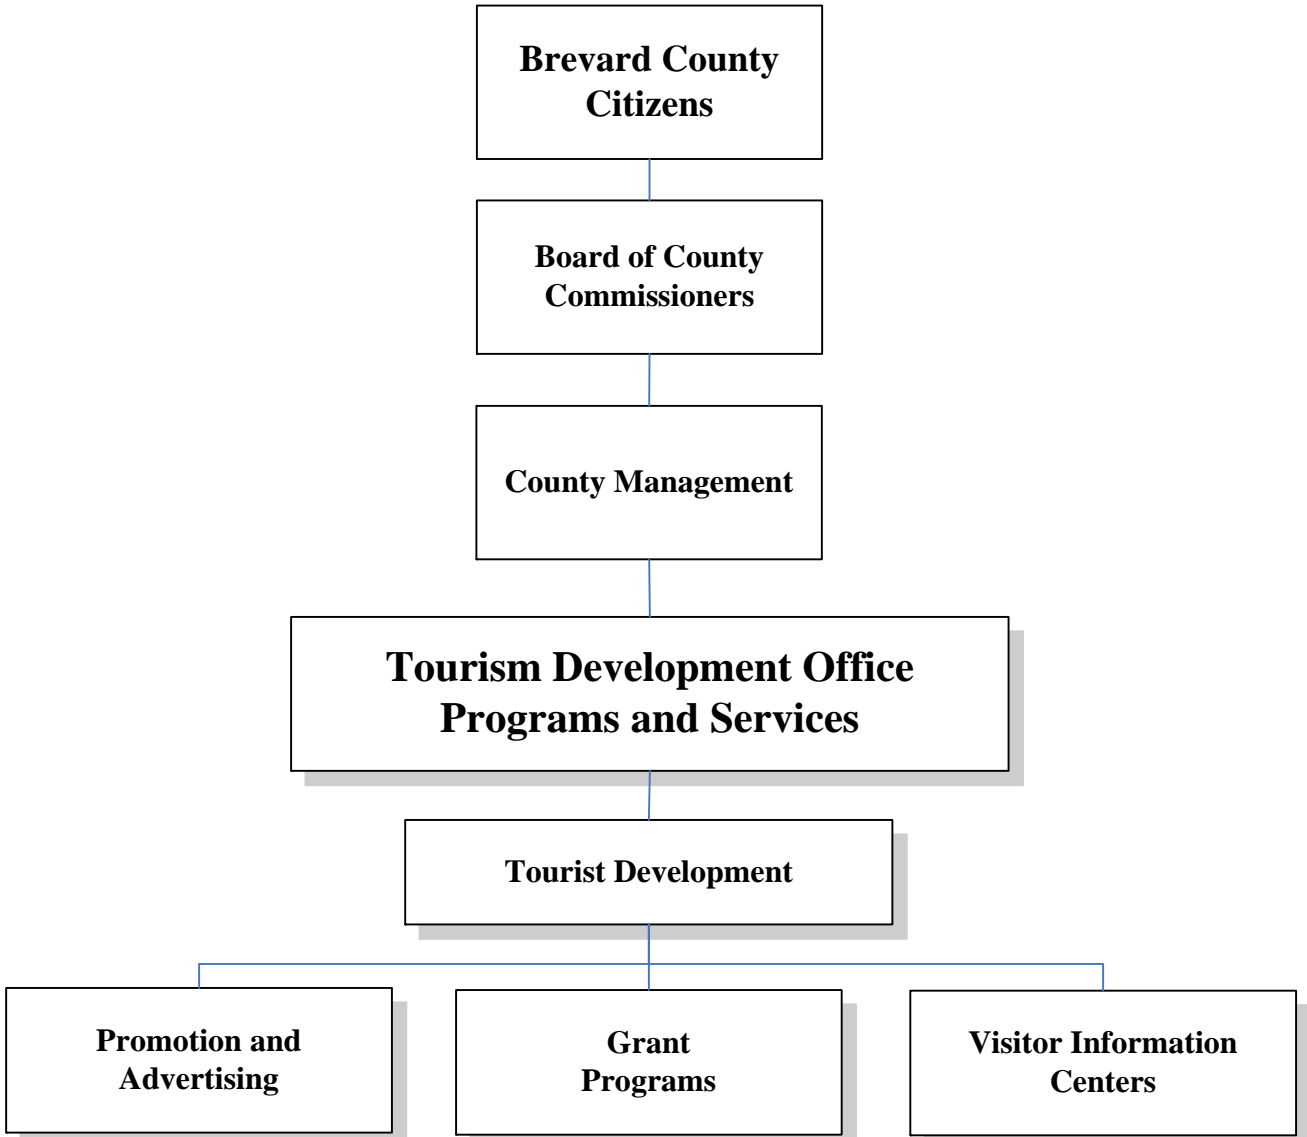 Brevard County
Citizens
Board of County
Commissioners
County Management
Tourism Development Office
Programs and Services
Tourist Development
Promotion and
Advertising
Grant
Programs
Visitor Information
Centers